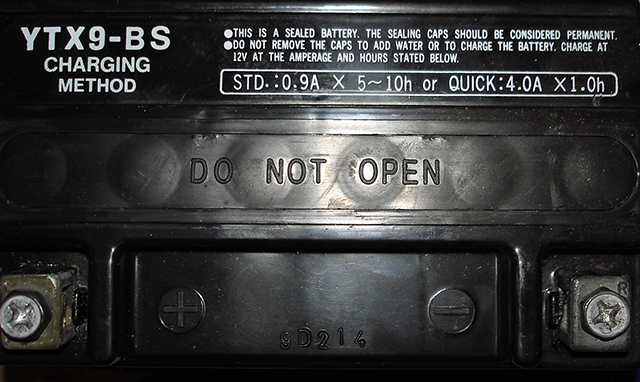 YTX9-BS
CHARGING
METHOD
●THIS IS A SEALED BATTERY. THE SEALING CAPS SHOULD BE CONSIDERED PERMANENT.
●DO NOT REMOVE THE CAPS TO ADD WATER OR TO CHARGE THE BATTERY. CHARGE AT
12V AT THE AMPERAGE AND HOURS STATED BELOW.
STD.:0.9A × 5~10h or QUICK:4.0A ×1.0h
DO NOT OPEN
+ −
9D214